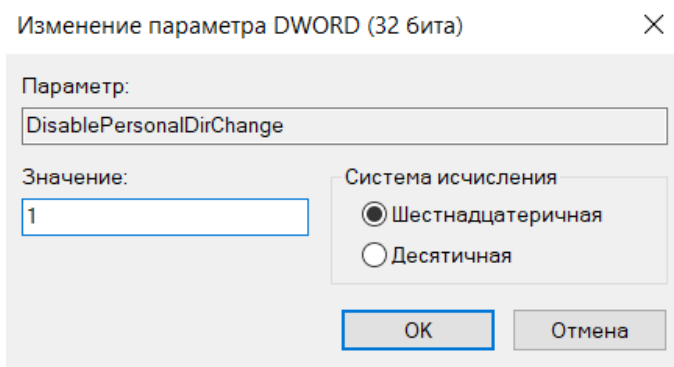 Изменение параметра DWORD (32 бита)
Параметр:
DisablePersonalDirChange
Значение:
1
Система исчисления
Шестнадцатеричная
Десятичная
OK
Отмена